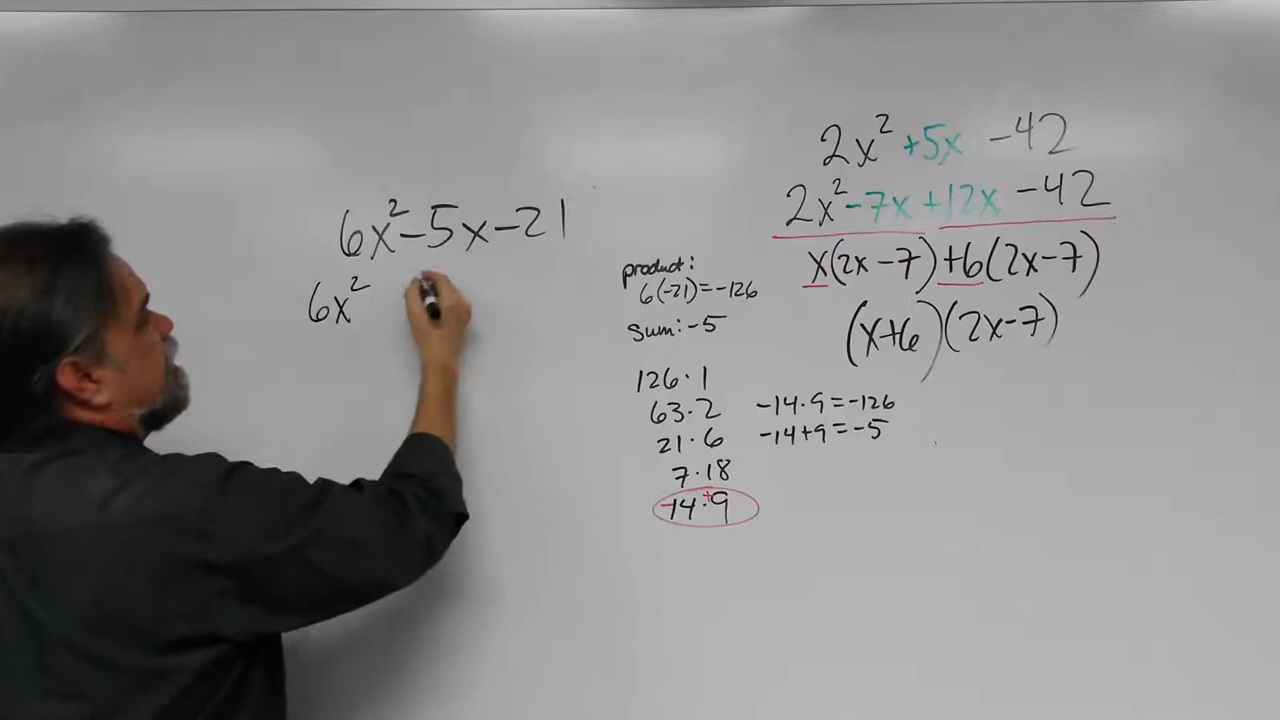 6x²-5x-21
6x²
product:
6(-21)=-126
sum:-5
126·1
63·2
21·6
7·18
-14·+9
-14·9=-126
-14+9=-5
2x²+5x-42
2x²-7x+12x-42
x(2x-7)+6(2x-7)
(x+6)(2x-7)